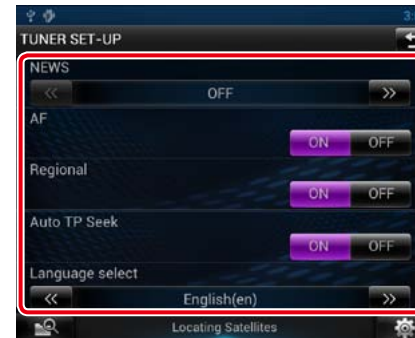 3:
TUNER SET-UP
NEWS
OFF
AF
ON OFF
Regional
ON OFF
Auto TP Seek
ON OFF
Language select
English(en)
Locating Satellites